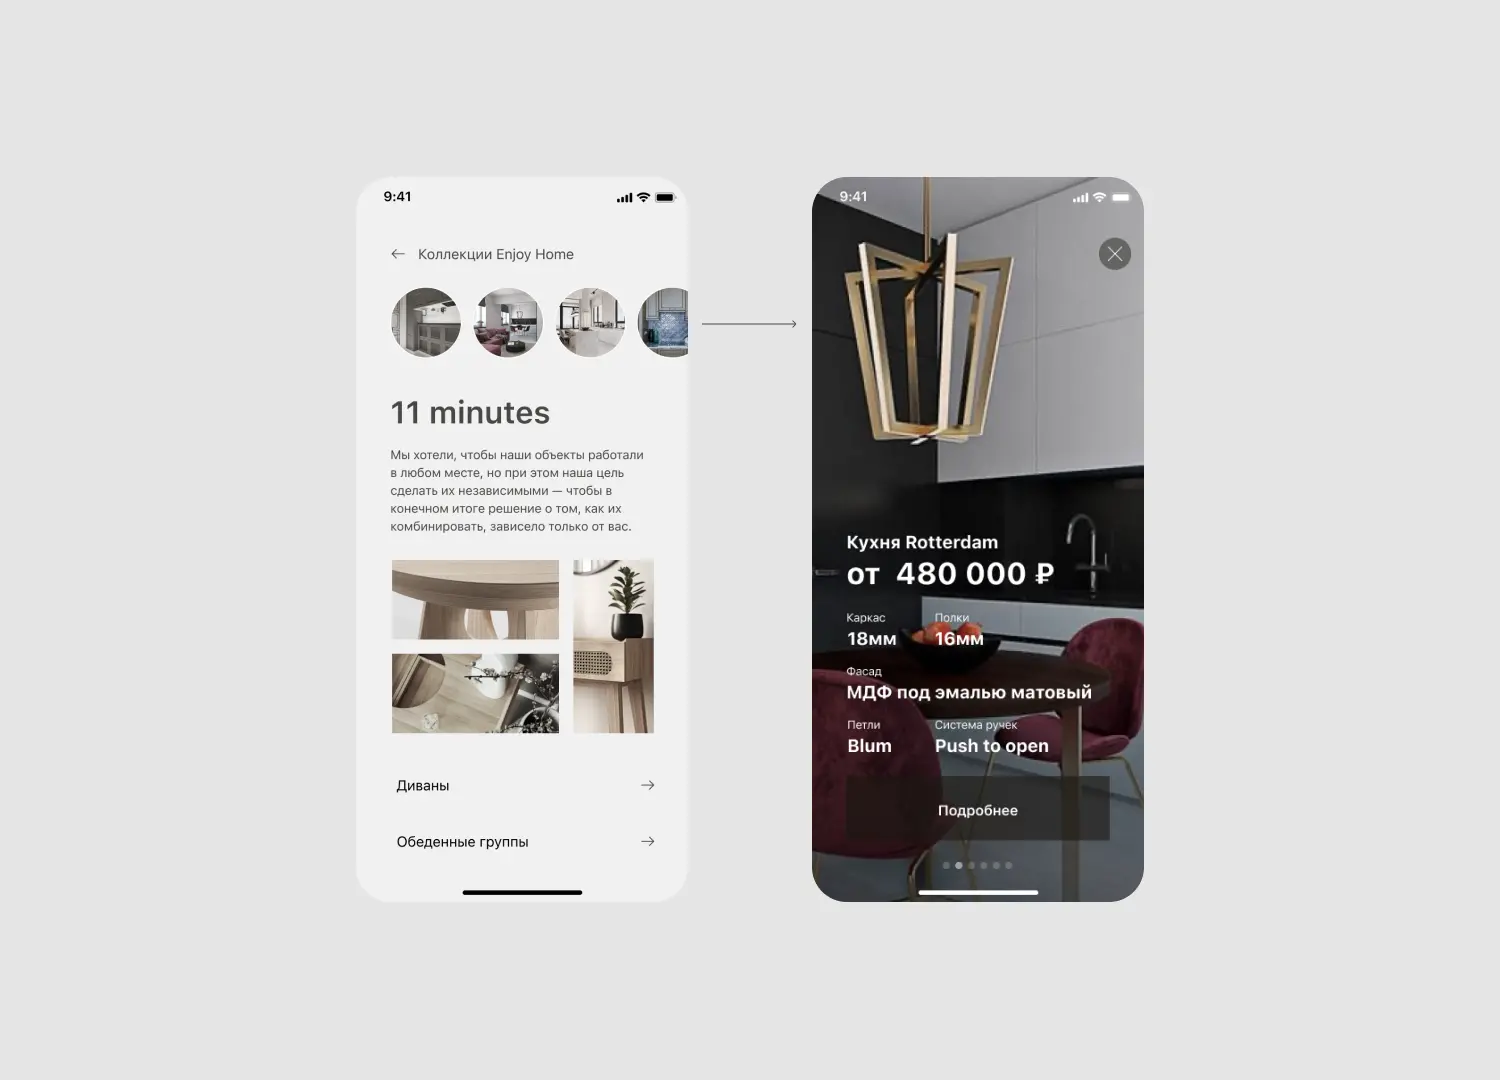 9:41
Коллекции Enjoy Home
11 minutes
Мы хотели, чтобы наши объекты работали
в любом месте, но при этом наша цель
сделать их независимыми — чтобы в
конечном итоге решение о том, как их
комбинировать, зависело только от вас.
Диваны
Обеденные группы
9:41
Кухня Rotterdam
от 480 000 ₽
Каркас Полки
18мм 16мм
Фасад
МДФ под эмалью матовый
Петли Система ручек
Blum Push to open
Подробнее